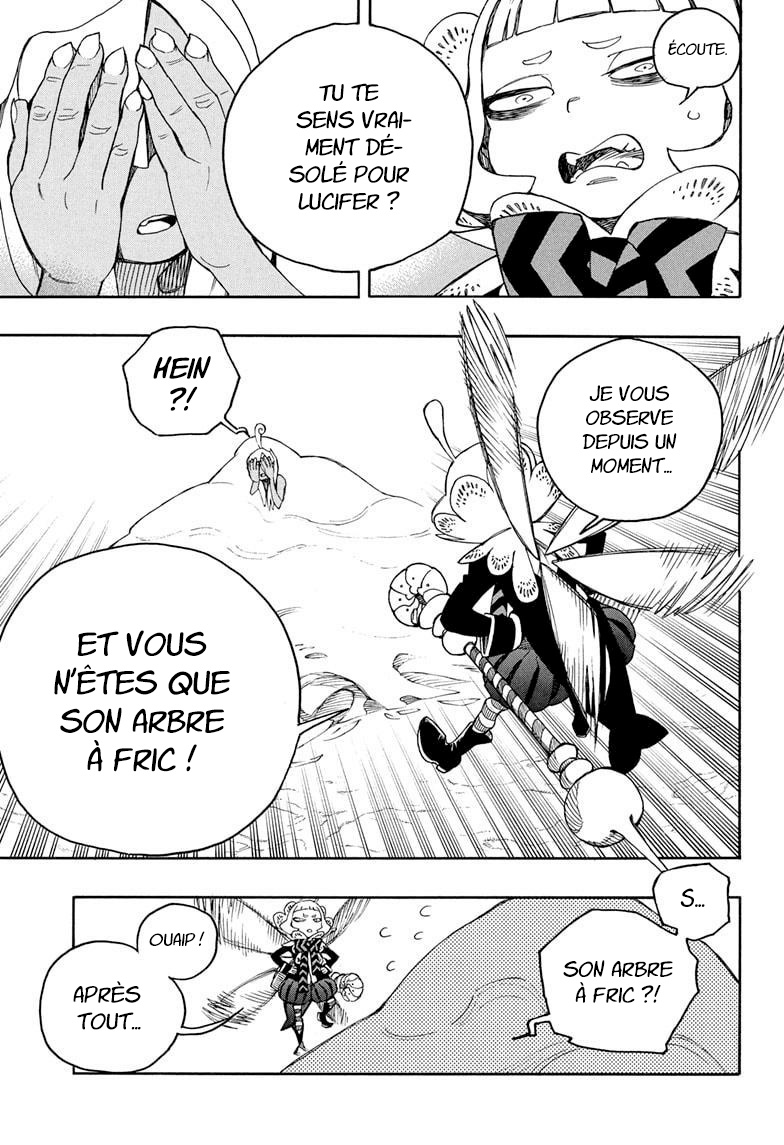 ÉCOUTE.
TU TE
SENS VRAI-
MENT DÉ-
SOLÉ POUR
LUCIFER ?
JE VOUS
OBSERVE
DEPUIS UN
MOMENT...
HEIN
?!
ET VOUS
N'ÊTES QUE
SON ARBRE
À FRIC !
S...
SON ARBRE
À FRIC ?!
OUAIP !
APRÈS
TOUT...